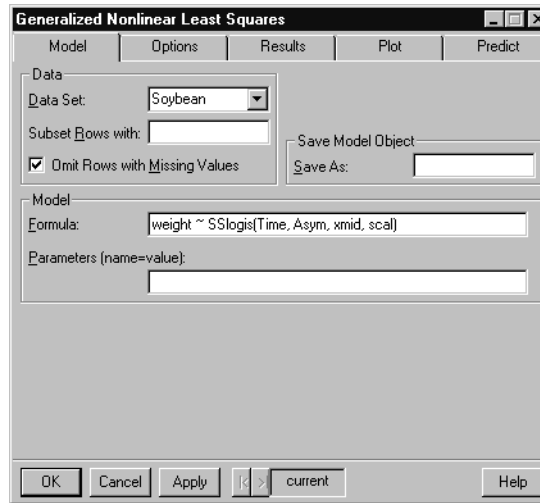 Generalized Nonlinear Least Squares
Model Options Results Plot Predict
Data
Data Set: Soybean
Subset Rows with:
Omit Rows with Missing Values
Save Model Object
Save As:
Model
Formula: weight ~ SSlogis(Time, Asym, xmid, scal)
Parameters (name=value):
OK Cancel Apply current Help